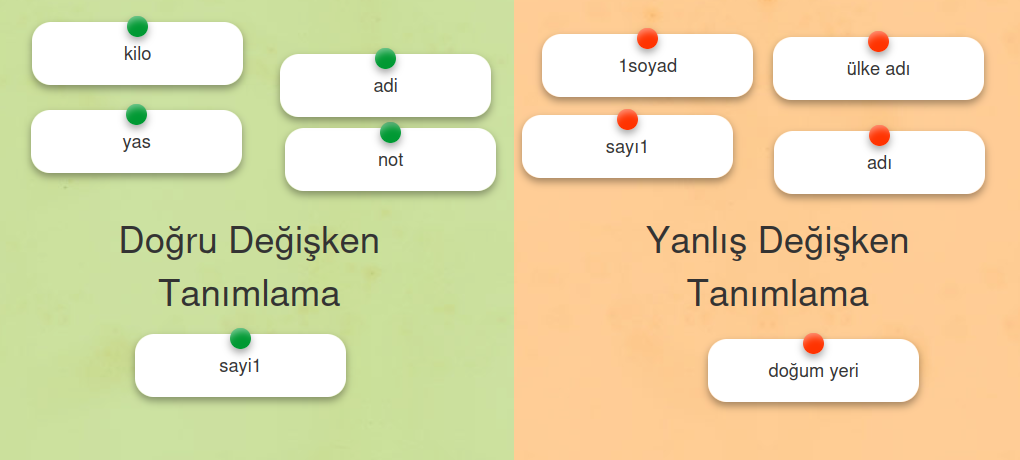 kilo
adi
yas
not
Doğru Değişken
Tanımlama
sayi1
1soyad
ülke adı
sayı1
adı
Yanlış Değişken
Tanımlama
doğum yeri